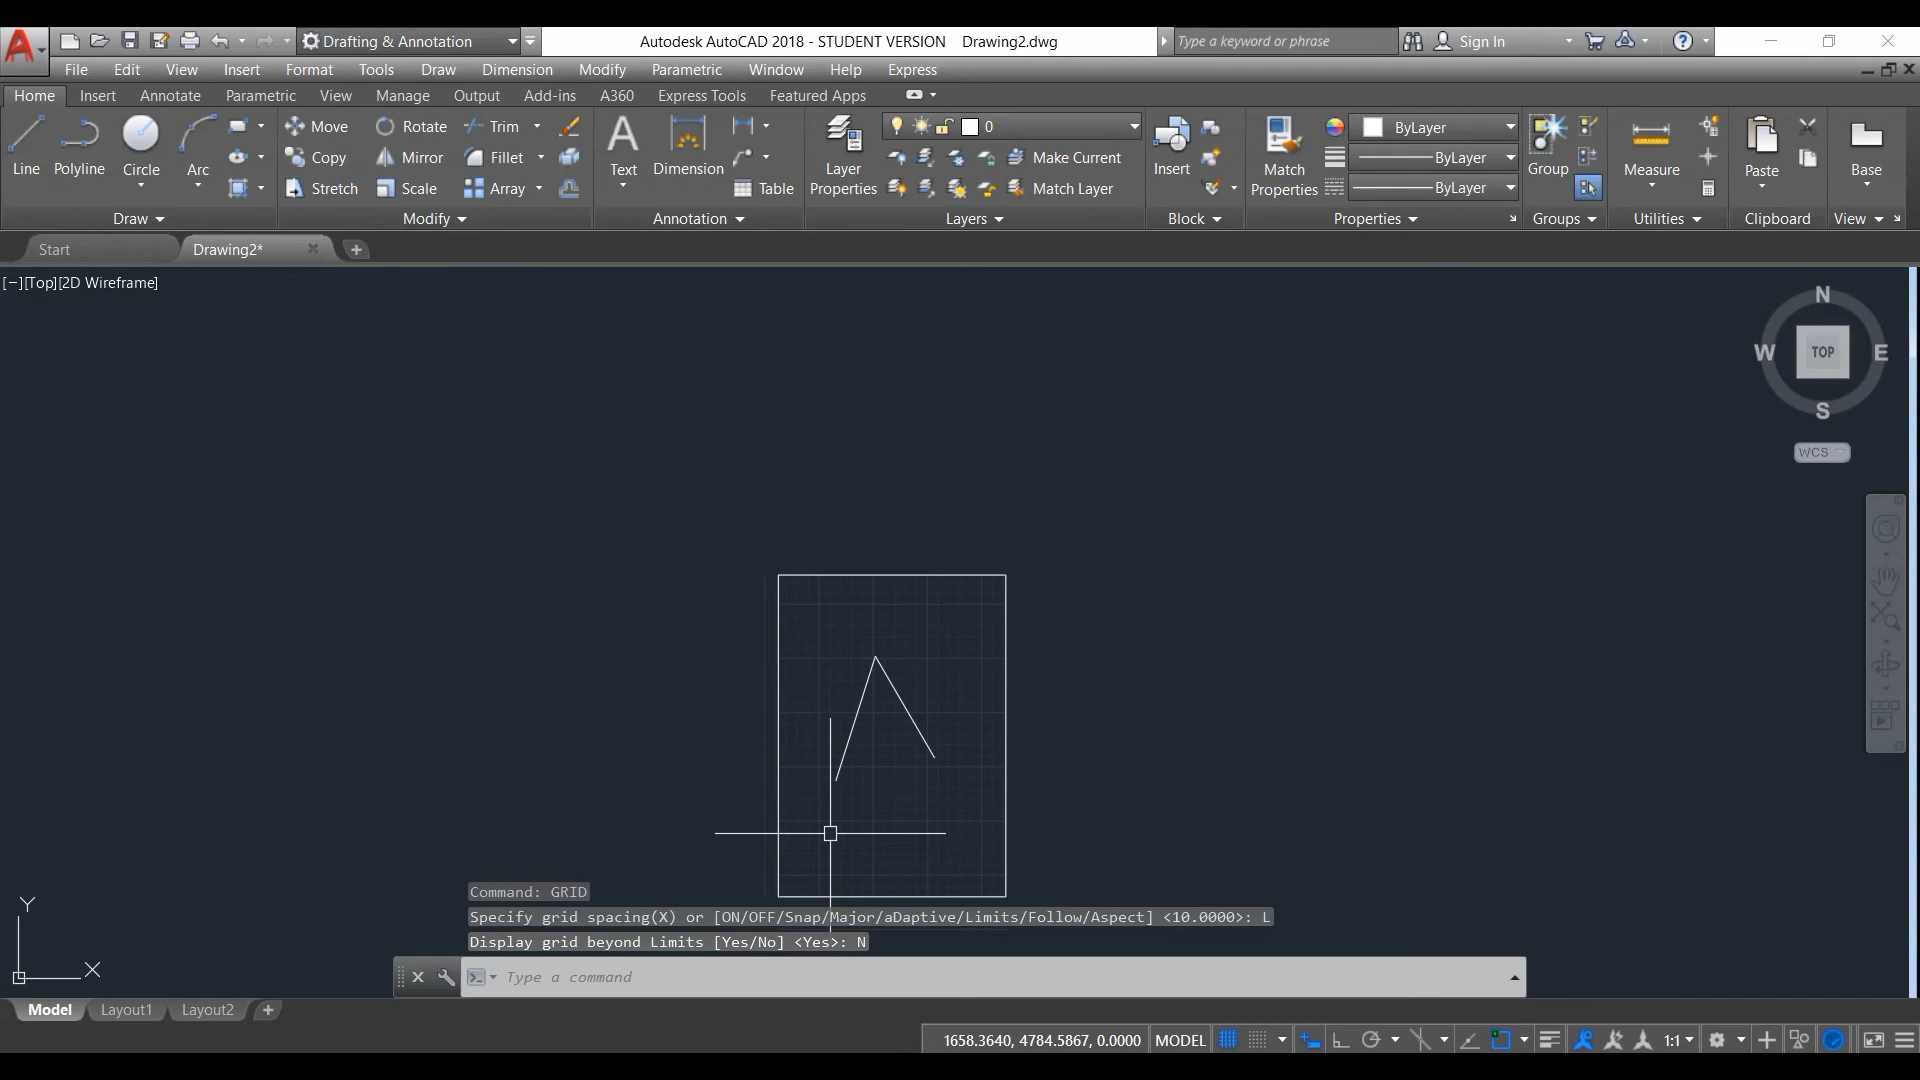 Drafting & Annotation
Autodesk AutoCAD 2018 - STUDENT VERSION Drawing2.dwg
Type a keyword or phrase
Sign In
File Edit View Insert Format Tools Draw Dimension Modify Parametric Window Help Express
Home Insert Annotate Parametric View Manage Output Add-ins A360 Express Tools Featured Apps
Line Polyline Circle Arc
Move Rotate Trim
Copy Mirror Fillet
Stretch Scale Array
Text Dimension
Table
Layer Properties
0
Make Current
Match Layer
Insert
Match Properties
ByLayer
ByLayer
ByLayer
Group
Measure
Paste
Base
Draw Modify Annotation Layers Block Properties Groups Utilities Clipboard View
Start Drawing2*
[−][Top][2D Wireframe]
N
W TOP E
S
WCS
Command: GRID
Specify grid spacing(X) or [ON/OFF/Snap/Major/aDaptive/Limits/Follow/Aspect] <10.0000>: L
Display grid beyond Limits [Yes/No] <Yes>: N
Y
X
Type a command
Model Layout1 Layout2
1658.3640, 4784.5867, 0.0000 MODEL
1:1